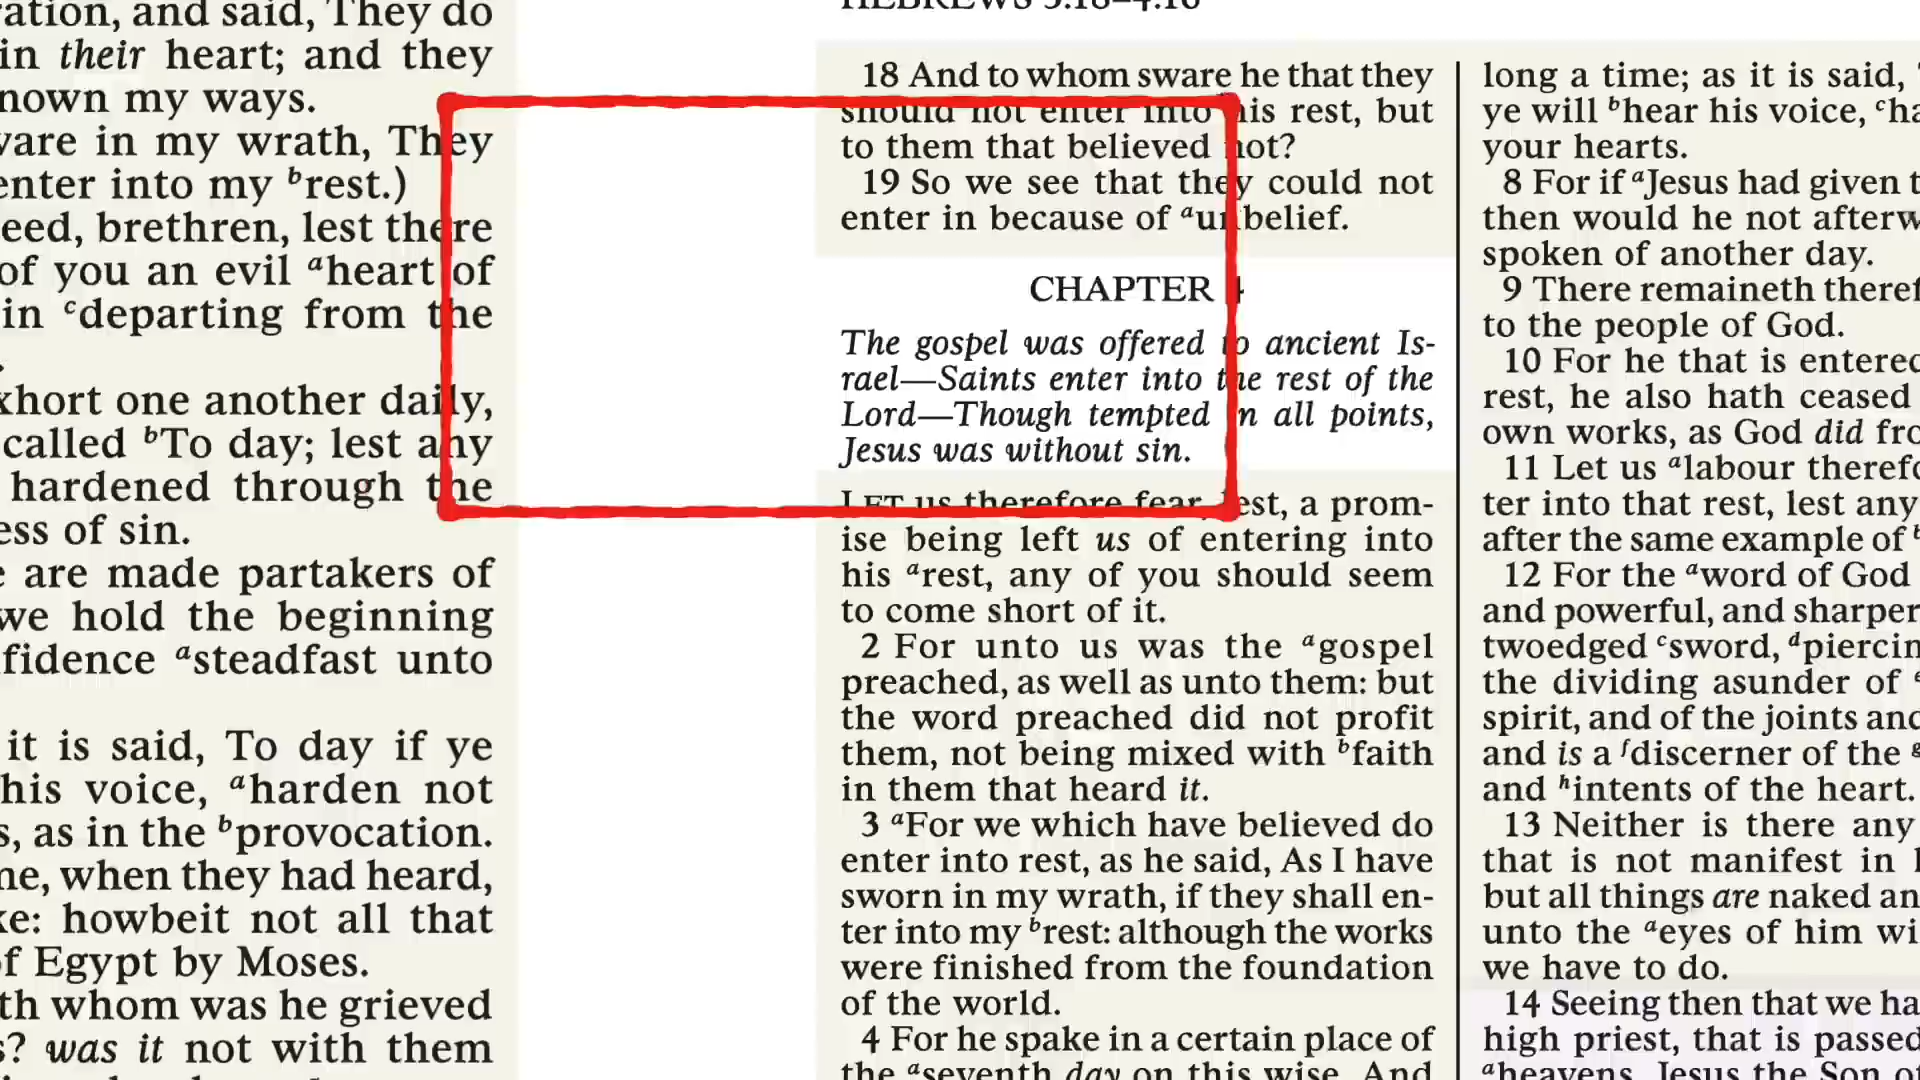 ration, and said, They do
in their heart; and they
nown my ways.
ware in my wrath, They
enter into my ᵇrest.)
eed, brethren, lest there
of you an evil ᵃheart of
in ᶜdeparting from the
xhort one another daily,
called ᵇTo day; lest any
hardened through the
ess of sin.
e are made partakers of
we hold the beginning
fidence ᵃsteadfast unto
it is said, To day if ye
his voice, ᵃharden not
s, as in the ᵇprovocation.
me, when they had heard,
ke: howbeit not all that
of Egypt by Moses.
th whom was he grieved
s? was it not with them
HEBREWS 3:18–4:16
18 And to whom sware he that they
should not enter into his rest, but
to them that believed not?
19 So we see that they could not
enter in because of ᵃunbelief.
CHAPTER 4
The gospel was offered to ancient Is-
rael—Saints enter into the rest of the
Lord—Though tempted in all points,
Jesus was without sin.
LET us therefore fear, lest, a prom-
ise being left us of entering into
his ᵃrest, any of you should seem
to come short of it.
2 For unto us was the ᵃgospel
preached, as well as unto them: but
the word preached did not profit
them, not being mixed with ᵇfaith
in them that heard it.
3 ᵃFor we which have believed do
enter into rest, as he said, As I have
sworn in my wrath, if they shall en-
ter into my ᵇrest: although the works
were finished from the foundation
of the world.
4 For he spake in a certain place of
the ᵃseventh day on this wise, And
long a time; as it is said,
ye will ᵇhear his voice, ᶜha
your hearts.
8 For if ᵃJesus had given t
then would he not afterw
spoken of another day.
9 There remaineth theref
to the people of God.
10 For he that is entered
rest, he also hath ceased
own works, as God did fro
11 Let us ᵃlabour therefo
ter into that rest, lest any
after the same example of ᵇ
12 For the ᵃword of God
and powerful, and sharper
twoedged ᶜsword, ᵈpiercin
the dividing asunder of ᵉ
spirit, and of the joints and
and is a ᶠdiscerner of the ᵍ
and ʰintents of the heart.
13 Neither is there any
that is not manifest in h
but all things are naked an
unto the ᵃeyes of him wi
we have to do.
14 Seeing then that we ha
high priest, that is passed
ᵃheavens, Jesus the Son of